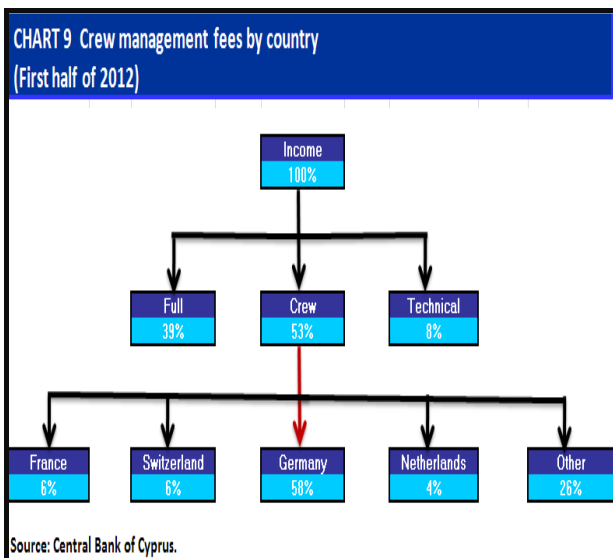 CHART 9 Crew management fees by country
(First half of 2012)
Income
100%
Full
39%
Crew
53%
Technical
8%
France
6%
Switzerland
6%
Germany
58%
Netherlands
4%
Other
26%
Source: Central Bank of Cyprus.